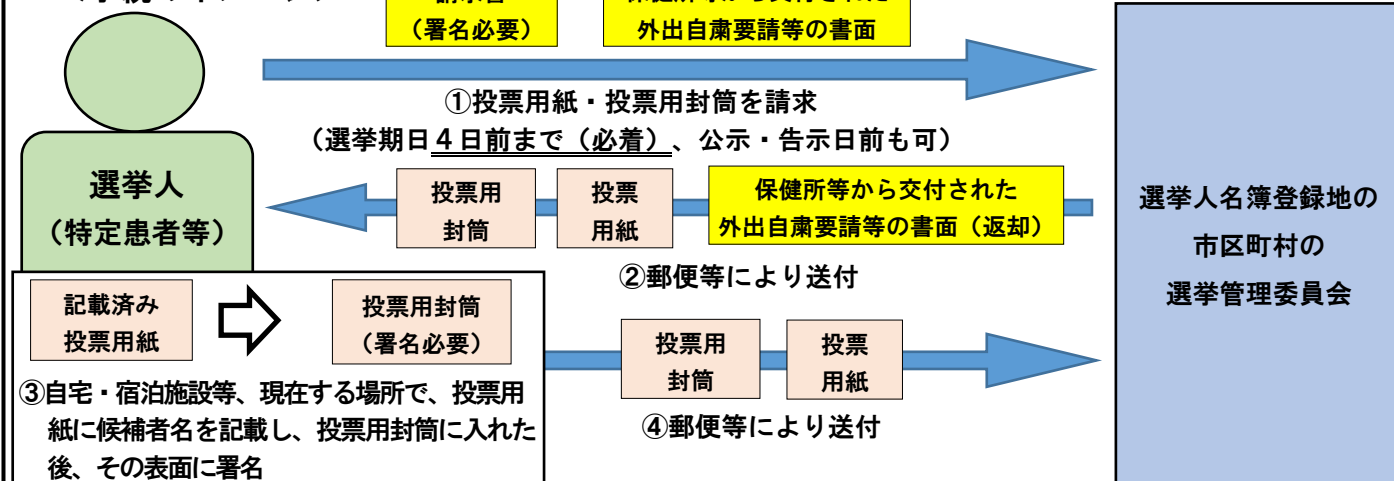 （署名必要）
外出自粛要請等の書面
①投票用紙・投票用封筒を請求
（選挙期日４日前まで（必着）、公示・告示日前も可）
選挙人
（特定患者等）
投票用
封筒
投票
用紙
保健所等から交付された
外出自粛要請等の書面（返却）
②郵便等により送付
選挙人名簿登録地の
市区町村の
選挙管理委員会
記載済み
投票用紙
投票用封筒
（署名必要）
③自宅・宿泊施設等、現在する場所で、投票用
紙に候補者名を記載し、投票用封筒に入れた
後、その表面に署名
投票用
封筒
投票
用紙
④郵便等により送付